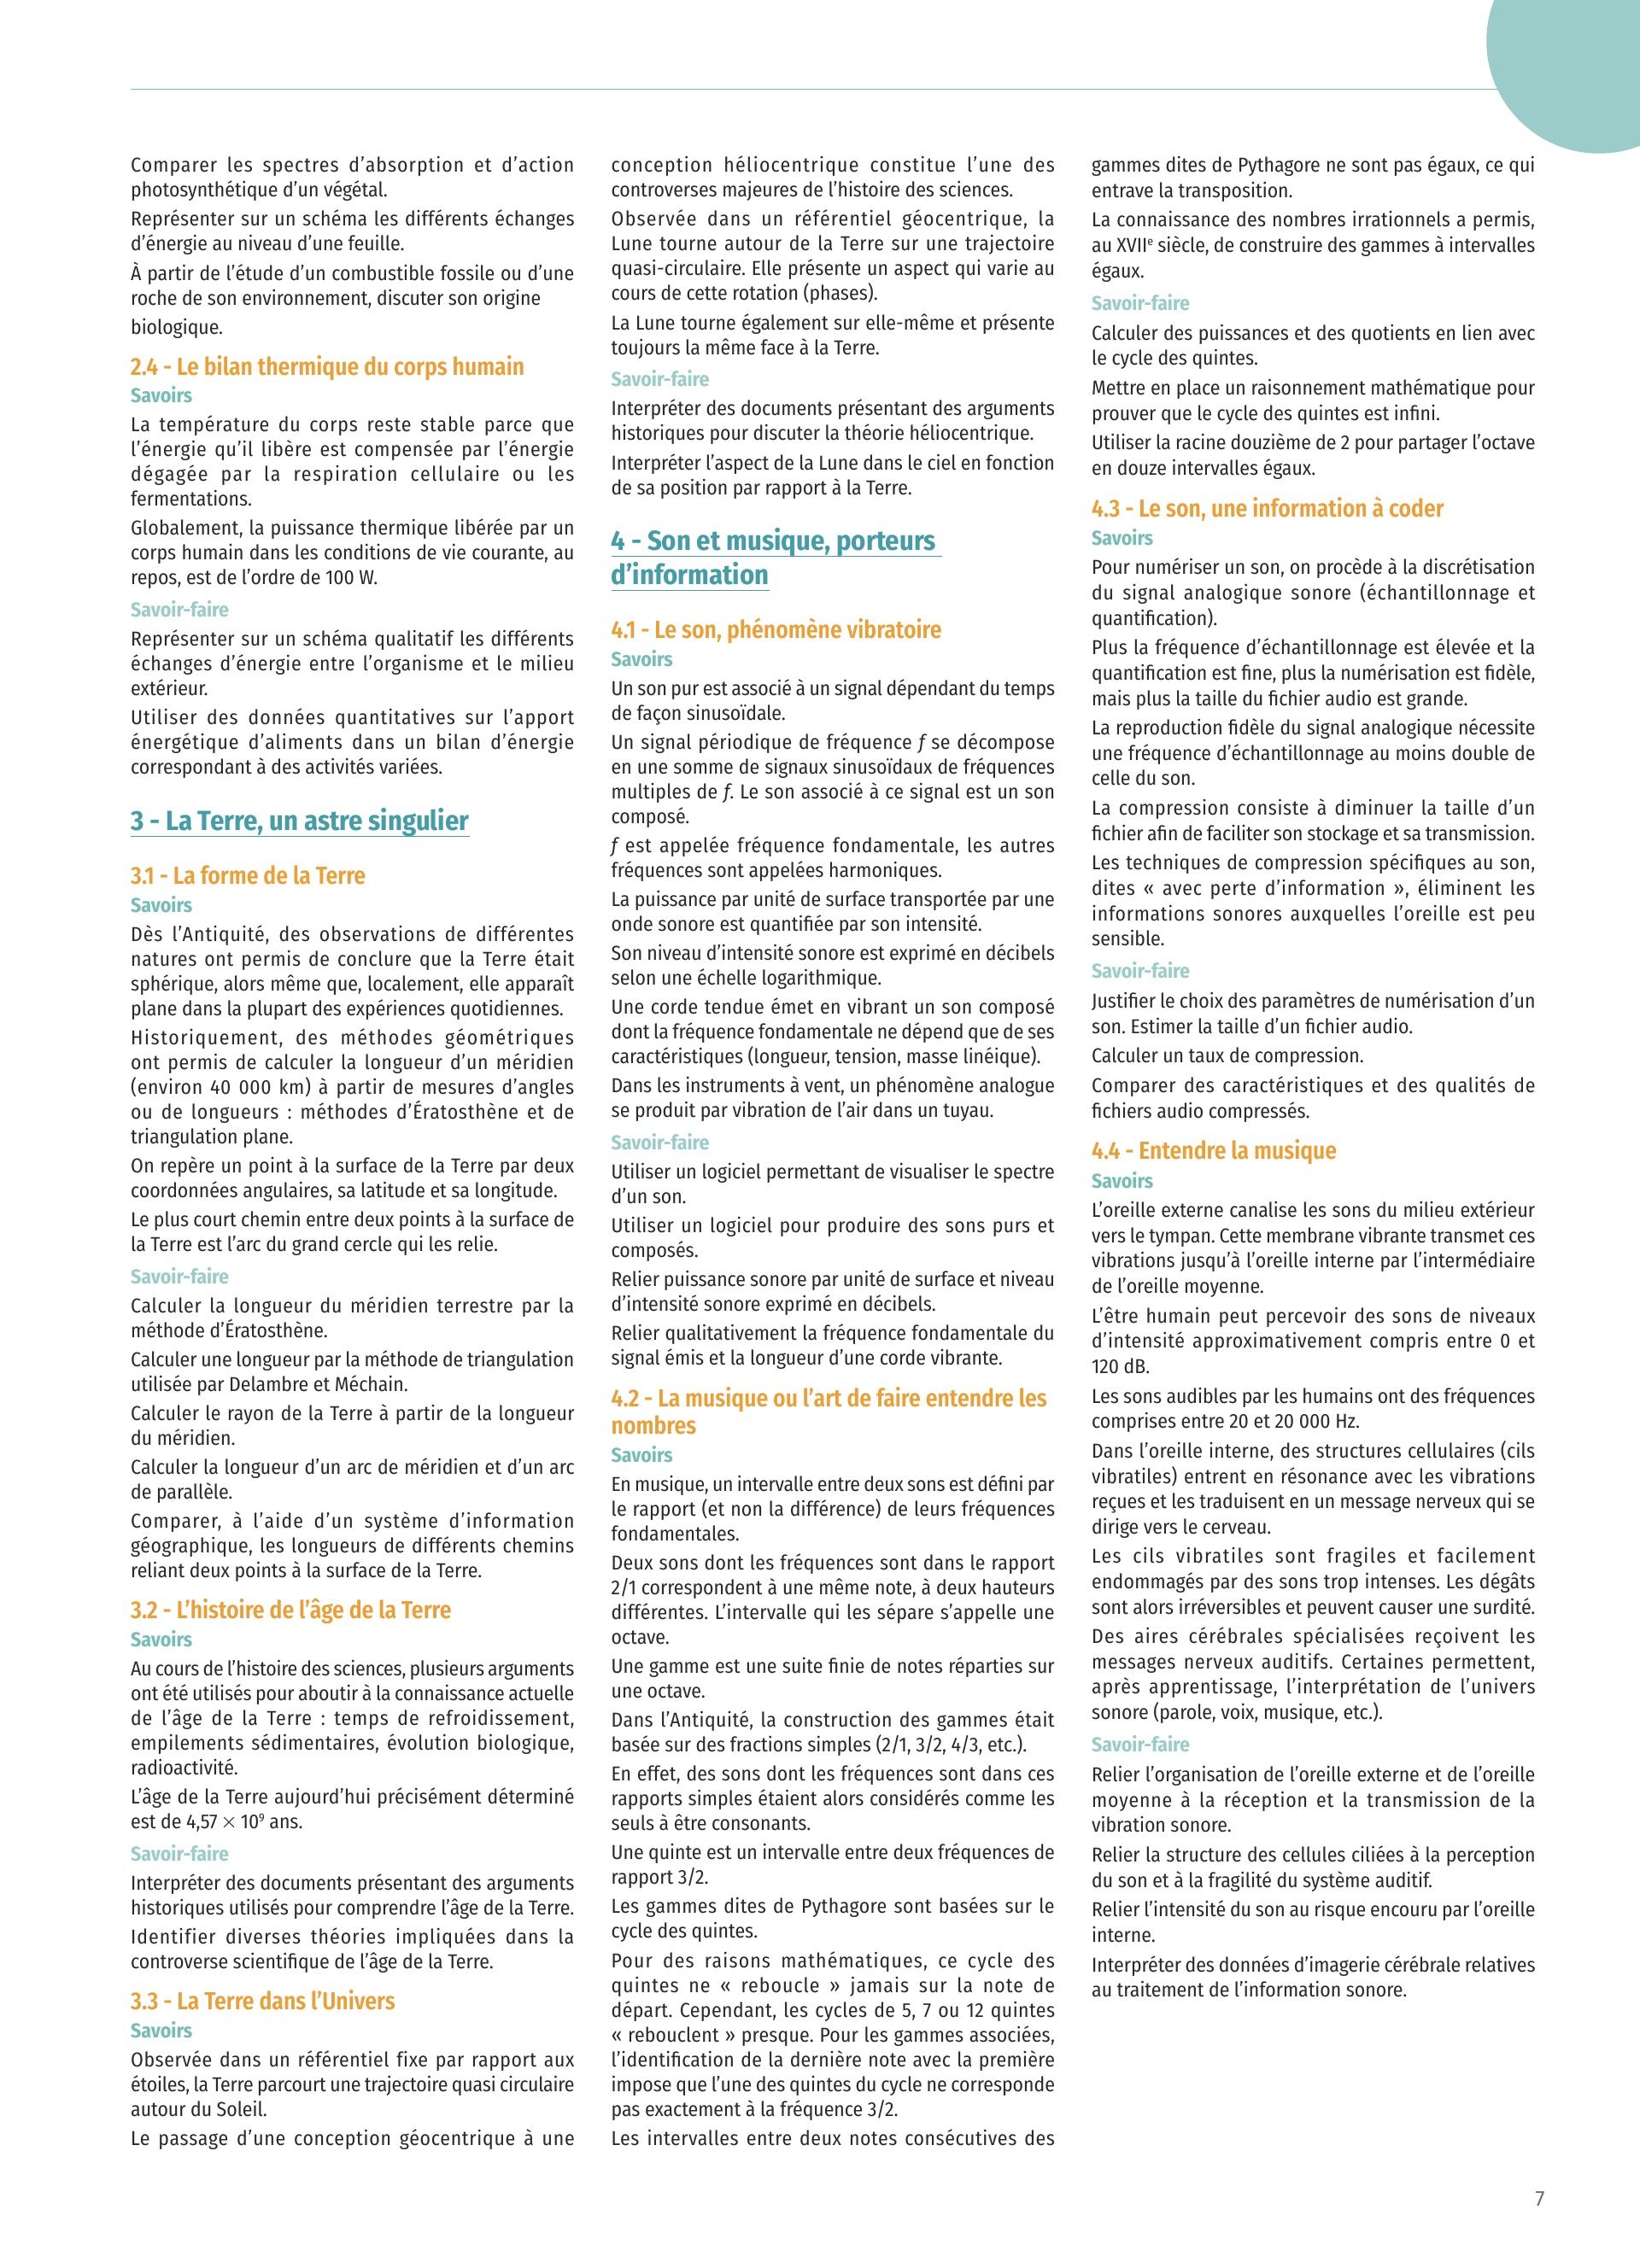 Comparer les spectres d’absorption et d’action
photosynthétique d’un végétal.
Représenter sur un schéma les différents échanges
d’énergie au niveau d’une feuille.
À partir de l’étude d’un combustible fossile ou d’une
roche de son environnement, discuter son origine
biologique.
2.4 - Le bilan thermique du corps humain
Savoirs
La température du corps reste stable parce que
l’énergie qu’il libère est compensée par l’énergie
dégagée par la respiration cellulaire ou les
fermentations.
Globalement, la puissance thermique libérée par un
corps humain dans les conditions de vie courante, au
repos, est de l’ordre de 100 W.
Savoir-faire
Représenter sur un schéma qualitatif les différents
échanges d’énergie entre l’organisme et le milieu
extérieur.
Utiliser des données quantitatives sur l’apport
énergétique d’aliments dans un bilan d’énergie
correspondant à des activités variées.
3 - La Terre, un astre singulier
3.1 - La forme de la Terre
Savoirs
Dès l’Antiquité, des observations de différentes
natures ont permis de conclure que la Terre était
sphérique, alors même que, localement, elle apparaît
plane dans la plupart des expériences quotidiennes.
Historiquement, des méthodes géométriques
ont permis de calculer la longueur d’un méridien
(environ 40 000 km) à partir de mesures d’angles
ou de longueurs : méthodes d’Ératosthène et de
triangulation plane.
On repère un point à la surface de la Terre par deux
coordonnées angulaires, sa latitude et sa longitude.
Le plus court chemin entre deux points à la surface de
la Terre est l’arc du grand cercle qui les relie.
Savoir-faire
Calculer la longueur du méridien terrestre par la
méthode d’Ératosthène.
Calculer une longueur par la méthode de triangulation
utilisée par Delambre et Méchain.
Calculer le rayon de la Terre à partir de la longueur
du méridien.
Calculer la longueur d’un arc de méridien et d’un arc
de parallèle.
Comparer, à l’aide d’un système d’information
géographique, les longueurs de différents chemins
reliant deux points à la surface de la Terre.
3.2 - L’histoire de l’âge de la Terre
Savoirs
Au cours de l’histoire des sciences, plusieurs arguments
ont été utilisés pour aboutir à la connaissance actuelle
de l’âge de la Terre : temps de refroidissement,
empilements sédimentaires, évolution biologique,
radioactivité.
L’âge de la Terre aujourd’hui précisément déterminé
est de 4,57 × 10⁹ ans.
Savoir-faire
Interpréter des documents présentant des arguments
historiques utilisés pour comprendre l’âge de la Terre.
Identifier diverses théories impliquées dans la
controverse scientifique de l’âge de la Terre.
3.3 - La Terre dans l’Univers
Savoirs
Observée dans un référentiel fixe par rapport aux
étoiles, la Terre parcourt une trajectoire quasi circulaire
autour du Soleil.
Le passage d’une conception géocentrique à une
conception héliocentrique constitue l’une des
controverses majeures de l’histoire des sciences.
Observée dans un référentiel géocentrique, la
Lune tourne autour de la Terre sur une trajectoire
quasi-circulaire. Elle présente un aspect qui varie au
cours de cette rotation (phases).
La Lune tourne également sur elle-même et présente
toujours la même face à la Terre.
Savoir-faire
Interpréter des documents présentant des arguments
historiques pour discuter la théorie héliocentrique.
Interpréter l’aspect de la Lune dans le ciel en fonction
de sa position par rapport à la Terre.
4 - Son et musique, porteurs
d’information
4.1 - Le son, phénomène vibratoire
Savoirs
Un son pur est associé à un signal dépendant du temps
de façon sinusoïdale.
Un signal périodique de fréquence f se décompose
en une somme de signaux sinusoïdaux de fréquences
multiples de f. Le son associé à ce signal est un son
composé.
f est appelée fréquence fondamentale, les autres
fréquences sont appelées harmoniques.
La puissance par unité de surface transportée par une
onde sonore est quantifiée par son intensité.
Son niveau d’intensité sonore est exprimé en décibels
selon une échelle logarithmique.
Une corde tendue émet en vibrant un son composé
dont la fréquence fondamentale ne dépend que de ses
caractéristiques (longueur, tension, masse linéique).
Dans les instruments à vent, un phénomène analogue
se produit par vibration de l’air dans un tuyau.
Savoir-faire
Utiliser un logiciel permettant de visualiser le spectre
d’un son.
Utiliser un logiciel pour produire des sons purs et
composés.
Relier puissance sonore par unité de surface et niveau
d’intensité sonore exprimé en décibels.
Relier qualitativement la fréquence fondamentale du
signal émis et la longueur d’une corde vibrante.
4.2 - La musique ou l’art de faire entendre les
nombres
Savoirs
En musique, un intervalle entre deux sons est défini par
le rapport (et non la différence) de leurs fréquences
fondamentales.
Deux sons dont les fréquences sont dans le rapport
2/1 correspondent à une même note, à deux hauteurs
différentes. L’intervalle qui les sépare s’appelle une
octave.
Une gamme est une suite finie de notes réparties sur
une octave.
Dans l’Antiquité, la construction des gammes était
basée sur des fractions simples (2/1, 3/2, 4/3, etc.).
En effet, des sons dont les fréquences sont dans ces
rapports simples étaient alors considérés comme les
seuls à être consonants.
Une quinte est un intervalle entre deux fréquences de
rapport 3/2.
Les gammes dites de Pythagore sont basées sur le
cycle des quintes.
Pour des raisons mathématiques, ce cycle des
quintes ne « reboucle » jamais sur la note de
départ. Cependant, les cycles de 5, 7 ou 12 quintes
« rebouclent » presque. Pour les gammes associées,
l’identification de la dernière note avec la première
impose que l’une des quintes du cycle ne corresponde
pas exactement à la fréquence 3/2.
Les intervalles entre deux notes consécutives des
gammes dites de Pythagore ne sont pas égaux, ce qui
entrave la transposition.
La connaissance des nombres irrationnels a permis,
au XVIIᵉ siècle, de construire des gammes à intervalles
égaux.
Savoir-faire
Calculer des puissances et des quotients en lien avec
le cycle des quintes.
Mettre en place un raisonnement mathématique pour
prouver que le cycle des quintes est infini.
Utiliser la racine douzième de 2 pour partager l’octave
en douze intervalles égaux.
4.3 - Le son, une information à coder
Savoirs
Pour numériser un son, on procède à la discrétisation
du signal analogique sonore (échantillonnage et
quantification).
Plus la fréquence d’échantillonnage est élevée et la
quantification est fine, plus la numérisation est fidèle,
mais plus la taille du fichier audio est grande.
La reproduction fidèle du signal analogique nécessite
une fréquence d’échantillonnage au moins double de
celle du son.
La compression consiste à diminuer la taille d’un
fichier afin de faciliter son stockage et sa transmission.
Les techniques de compression spécifiques au son,
dites « avec perte d’information », éliminent les
informations sonores auxquelles l’oreille est peu
sensible.
Savoir-faire
Justifier le choix des paramètres de numérisation d’un
son. Estimer la taille d’un fichier audio.
Calculer un taux de compression.
Comparer des caractéristiques et des qualités de
fichiers audio compressés.
4.4 - Entendre la musique
Savoirs
L’oreille externe canalise les sons du milieu extérieur
vers le tympan. Cette membrane vibrante transmet ces
vibrations jusqu’à l’oreille interne par l’intermédiaire
de l’oreille moyenne.
L’être humain peut percevoir des sons de niveaux
d’intensité approximativement compris entre 0 et
120 dB.
Les sons audibles par les humains ont des fréquences
comprises entre 20 et 20 000 Hz.
Dans l’oreille interne, des structures cellulaires (cils
vibratiles) entrent en résonance avec les vibrations
reçues et les traduisent en un message nerveux qui se
dirige vers le cerveau.
Les cils vibratiles sont fragiles et facilement
endommagés par des sons trop intenses. Les dégâts
sont alors irréversibles et peuvent causer une surdité.
Des aires cérébrales spécialisées reçoivent les
messages nerveux auditifs. Certaines permettent,
après apprentissage, l’interprétation de l’univers
sonore (parole, voix, musique, etc.).
Savoir-faire
Relier l’organisation de l’oreille externe et de l’oreille
moyenne à la réception et la transmission de la
vibration sonore.
Relier la structure des cellules ciliées à la perception
du son et à la fragilité du système auditif.
Relier l’intensité du son au risque encouru par l’oreille
interne.
Interpréter des données d’imagerie cérébrale relatives
au traitement de l’information sonore.
7